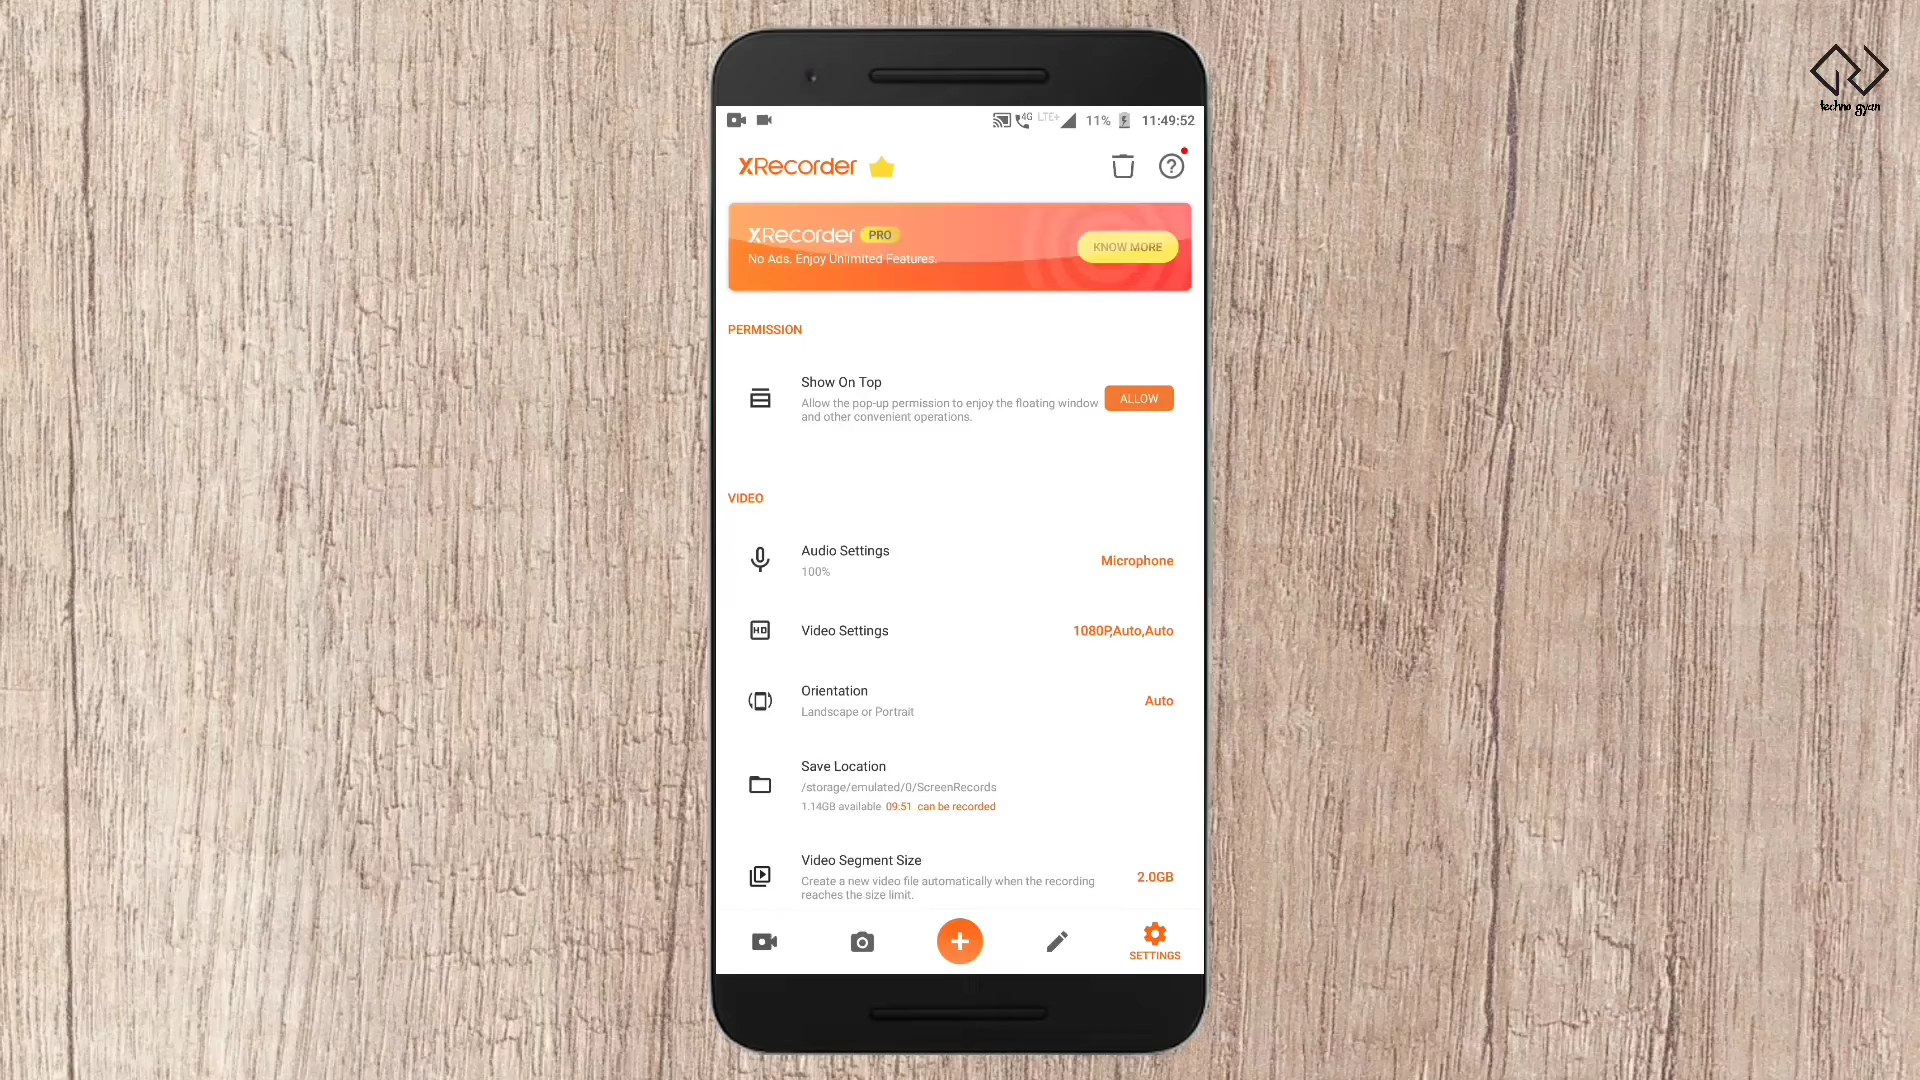 techno gyan
4G LTE+ 11% 11:49:52
XRecorder
XRecorder PRO
No Ads. Enjoy Unlimited Features.
KNOW MORE
PERMISSION
Show On Top
Allow the pop-up permission to enjoy the floating window
and other convenient operations.
ALLOW
VIDEO
Audio Settings
100%
Microphone
Video Settings
1080P,Auto,Auto
Orientation
Landscape or Portrait
Auto
Save Location
/storage/emulated/0/ScreenRecords
1.14GB available 09:51 can be recorded
Video Segment Size
Create a new video file automatically when the recording
reaches the size limit.
2.0GB
SETTINGS